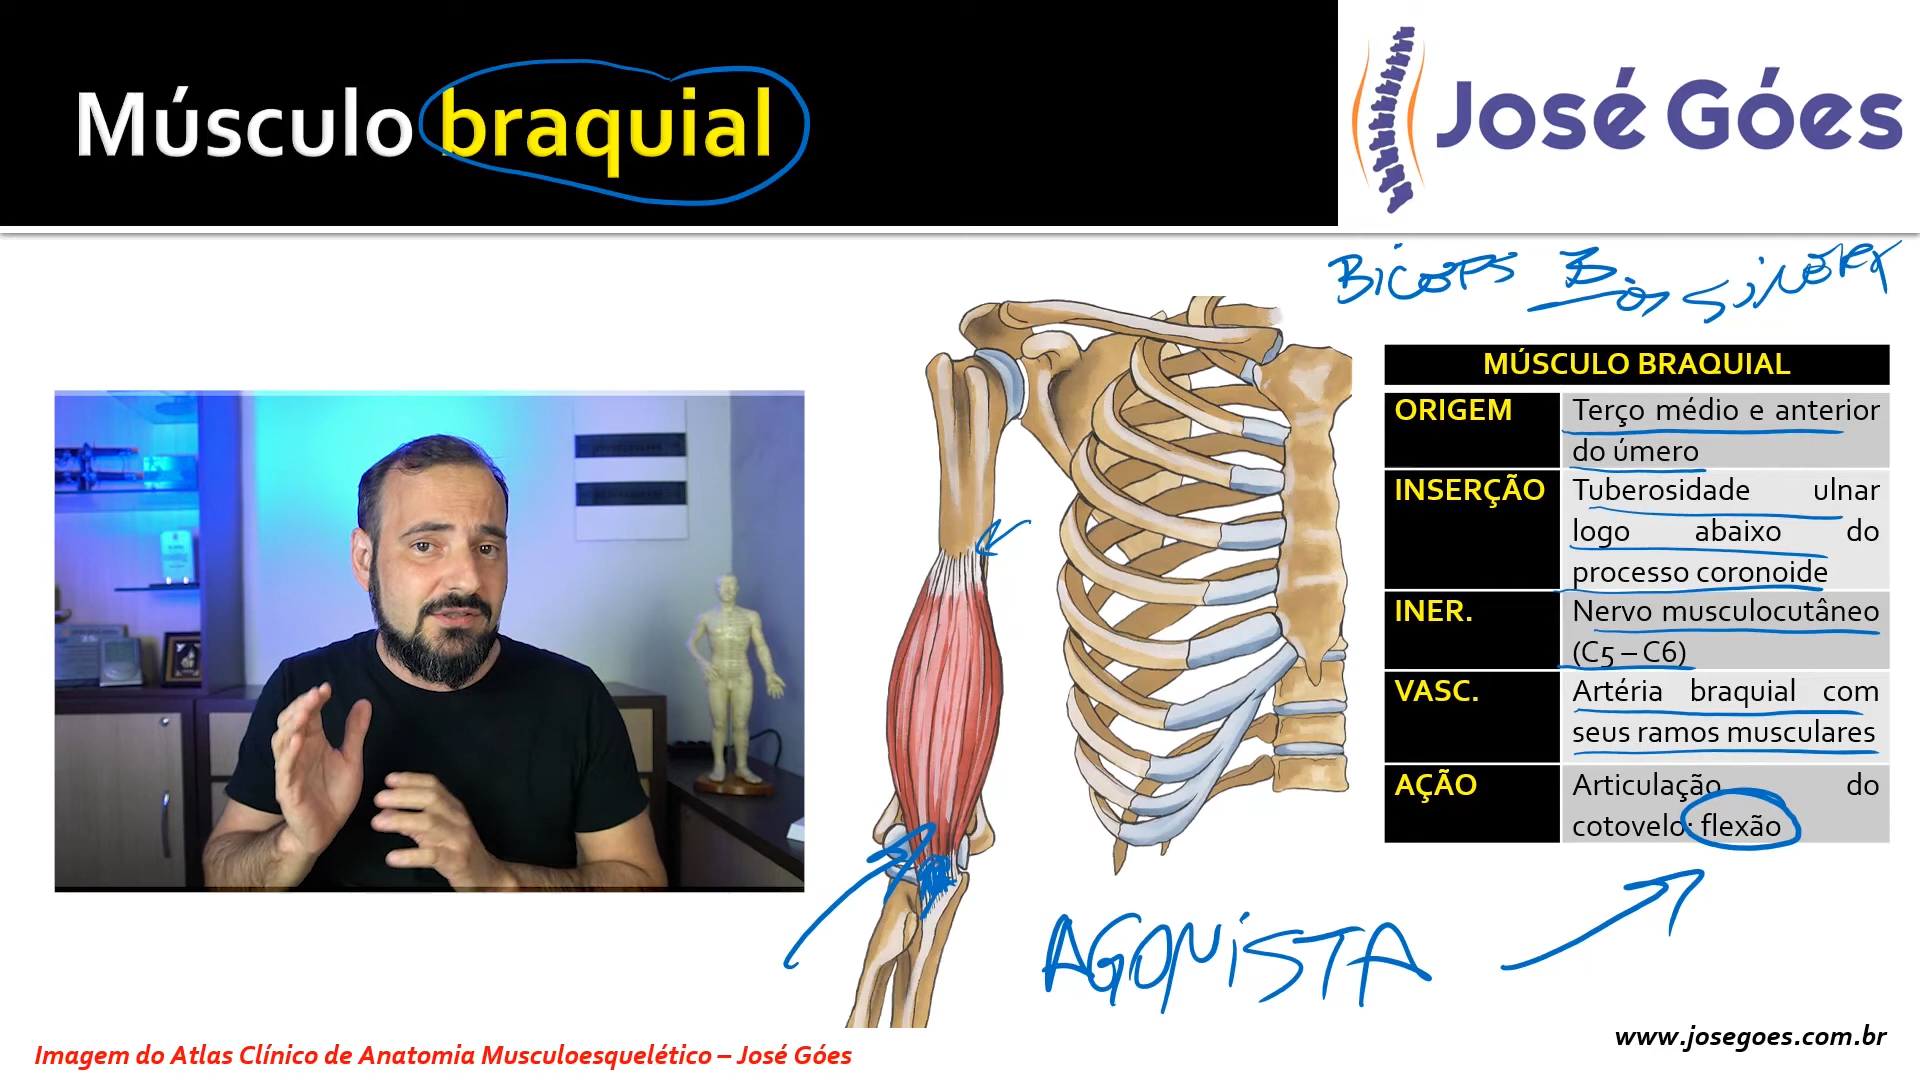 Músculo braquial
José Góes
BICEPS B
MÚSCULO BRAQUIAL
ORIGEM
Terço médio e anterior
do úmero
INSERÇÃO
Tuberosidade ulnar
logo abaixo do
processo coronoide
INER.
Nervo musculocutâneo
(C5 – C6)
VASC.
Artéria braquial com
seus ramos musculares
AÇÃO
Articulação do
cotovelo: flexão
AGONISTA
www.josegoes.com.br
Imagem do Atlas Clínico de Anatomia Musculoesquelético – José Góes